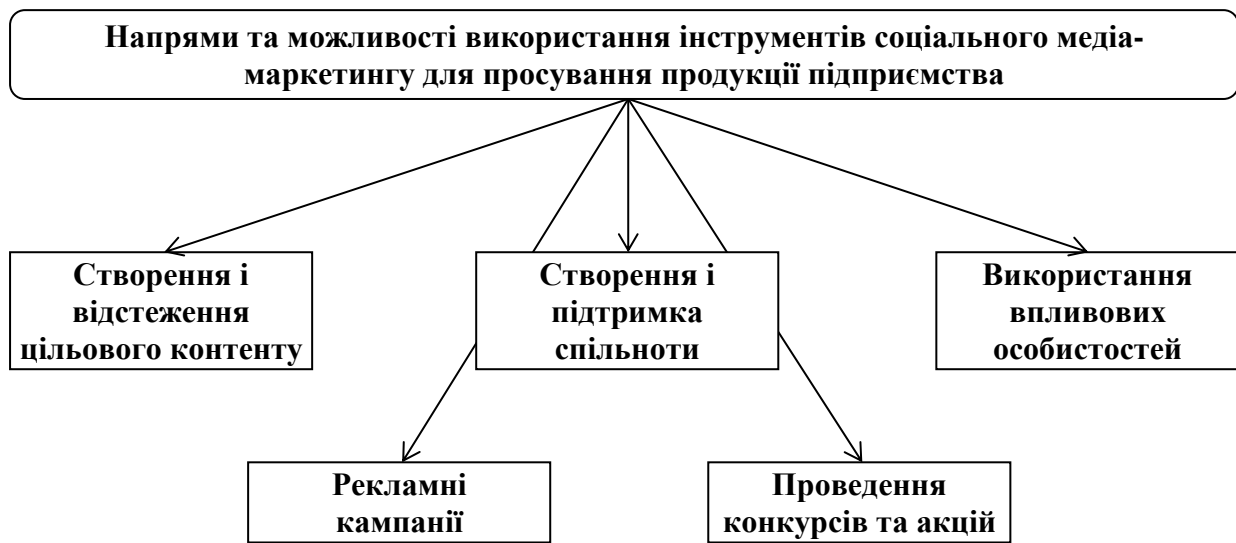 Напрями та можливості використання інструментів соціального медіа-
маркетингу для просування продукції підприємства
Створення і
відстеження
цільового контенту
Створення і
підтримка
спільноти
Використання
впливових
особистостей
Рекламні
кампанії
Проведення
конкурсів та акцій